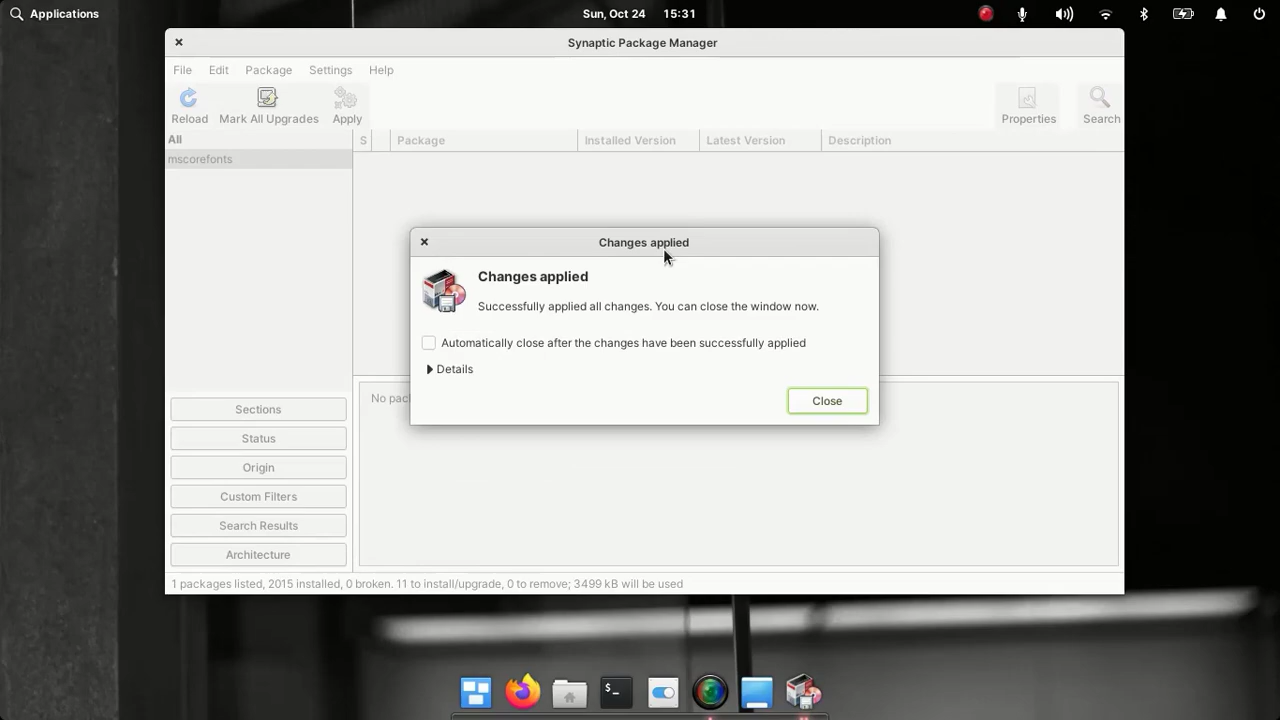 Applications
Sun, Oct 24 15:31
Synaptic Package Manager
File Edit Package Settings Help
Reload Mark All Upgrades Apply Properties Search
All
S Package Installed Version Latest Version Description
mscorefonts
Changes applied
Changes applied
Successfully applied all changes. You can close the window now.
Automatically close after the changes have been successfully applied
Details
No pac
Close
Sections
Status
Origin
Custom Filters
Search Results
Architecture
1 packages listed, 2015 installed, 0 broken. 11 to install/upgrade, 0 to remove; 3499 kB will be used